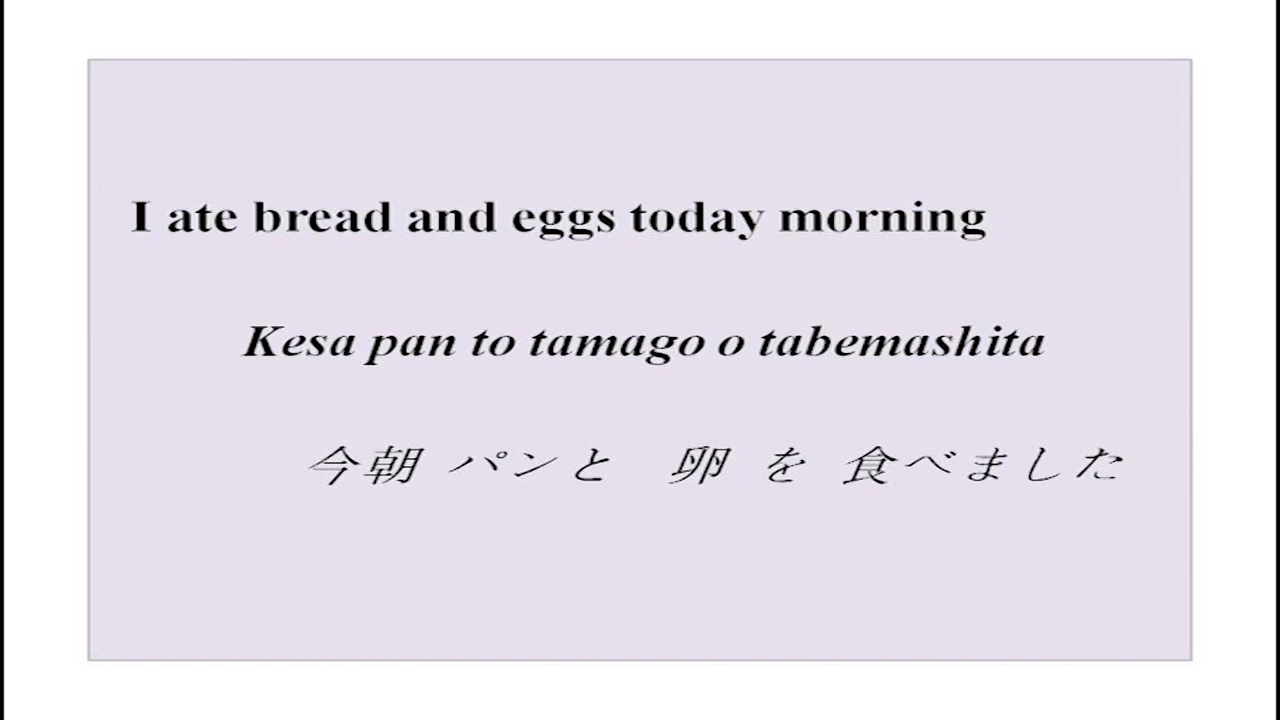 I ate bread and eggs today morning
Kesa pan to tamago o tabemashita
今朝 パンと 卵 を 食べました